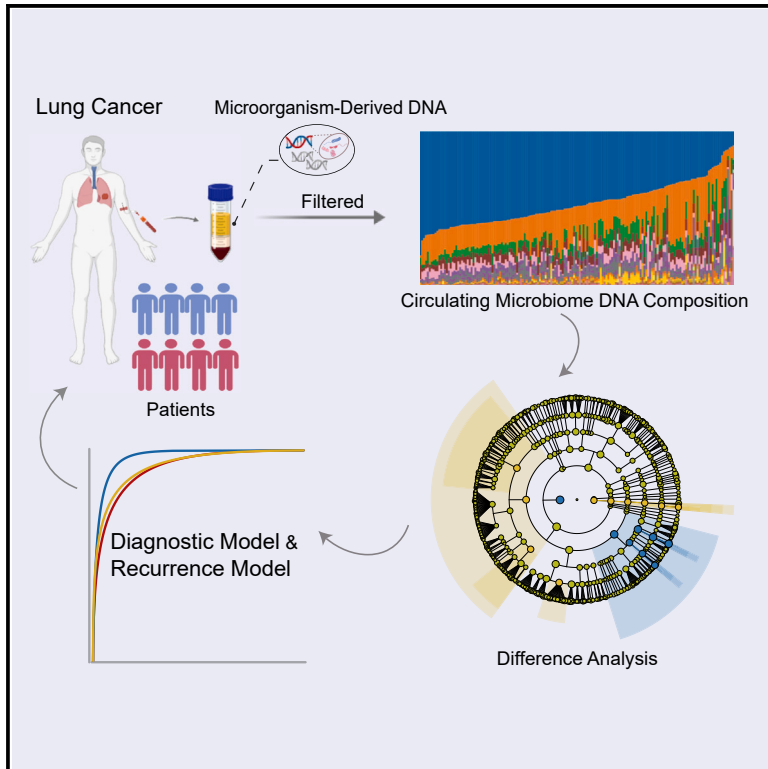 Lung Cancer
Microorganism-Derived DNA
Filtered
Circulating Microbiome DNA Composition
Patients
Diagnostic Model &
Recurrence Model
Difference Analysis